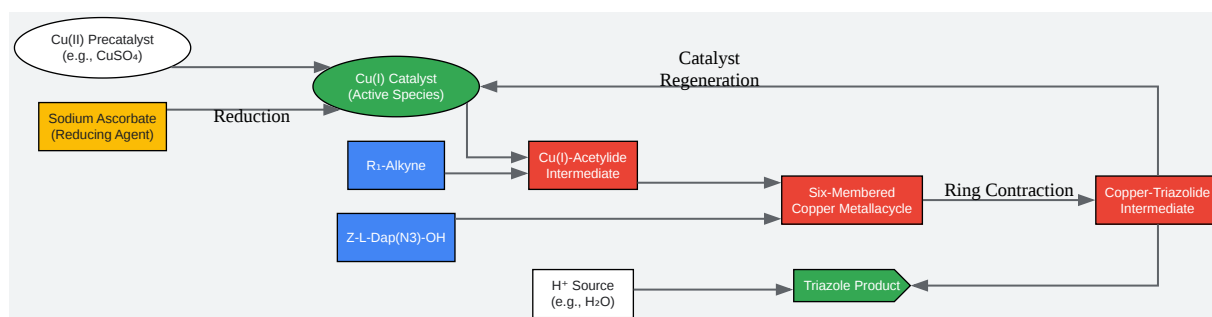 Cu(II) Precatalyst
(e.g., CuSO₄)
Sodium Ascorbate
(Reducing Agent)
Reduction
Cu(I) Catalyst
(Active Species)
Catalyst
Regeneration
R₁-Alkyne
Cu(I)-Acetylide
Intermediate
Z-L-Dap(N3)-OH
Six-Membered
Copper Metallacycle
Ring Contraction
Copper-Triazolide
Intermediate
H⁺ Source
(e.g., H₂O)
Triazole Product